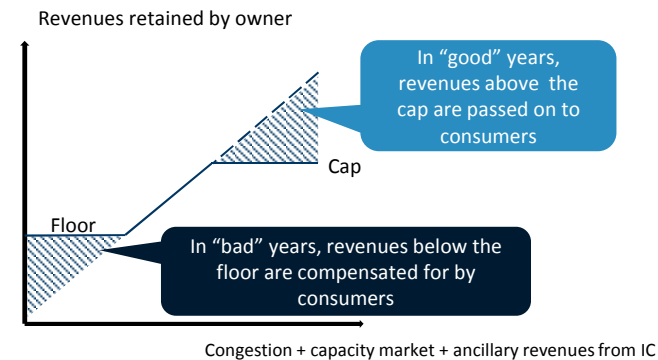 Revenues retained by owner
In “good” years,
revenues above the
cap are passed on to
consumers
Cap
Floor
In “bad” years, revenues below the
floor are compensated for by
consumers
Congestion + capacity market + ancillary revenues from IC